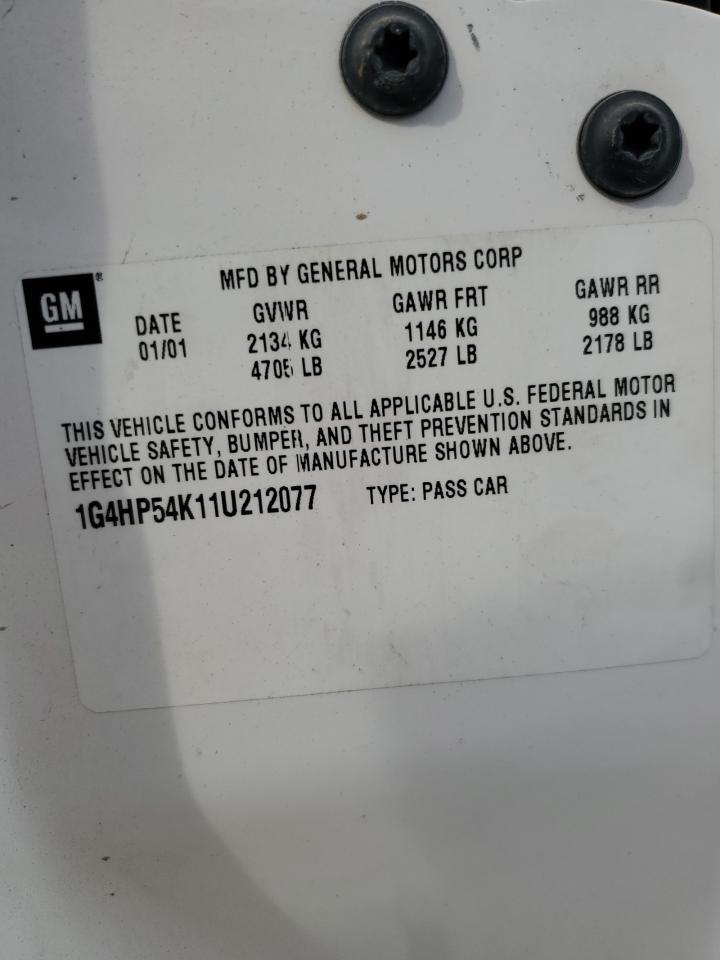 MFD BY GENERAL MOTORS CORP
GM®
DATE GVWR GAWR FRT GAWR RR
01/01 2134 KG 1146 KG 988 KG
4705 LB 2527 LB 2178 LB
THIS VEHICLE CONFORMS TO ALL APPLICABLE U.S. FEDERAL MOTOR
VEHICLE SAFETY, BUMPER, AND THEFT PREVENTION STANDARDS IN
EFFECT ON THE DATE OF MANUFACTURE SHOWN ABOVE.
1G4HP54K11U212077 TYPE: PASS CAR